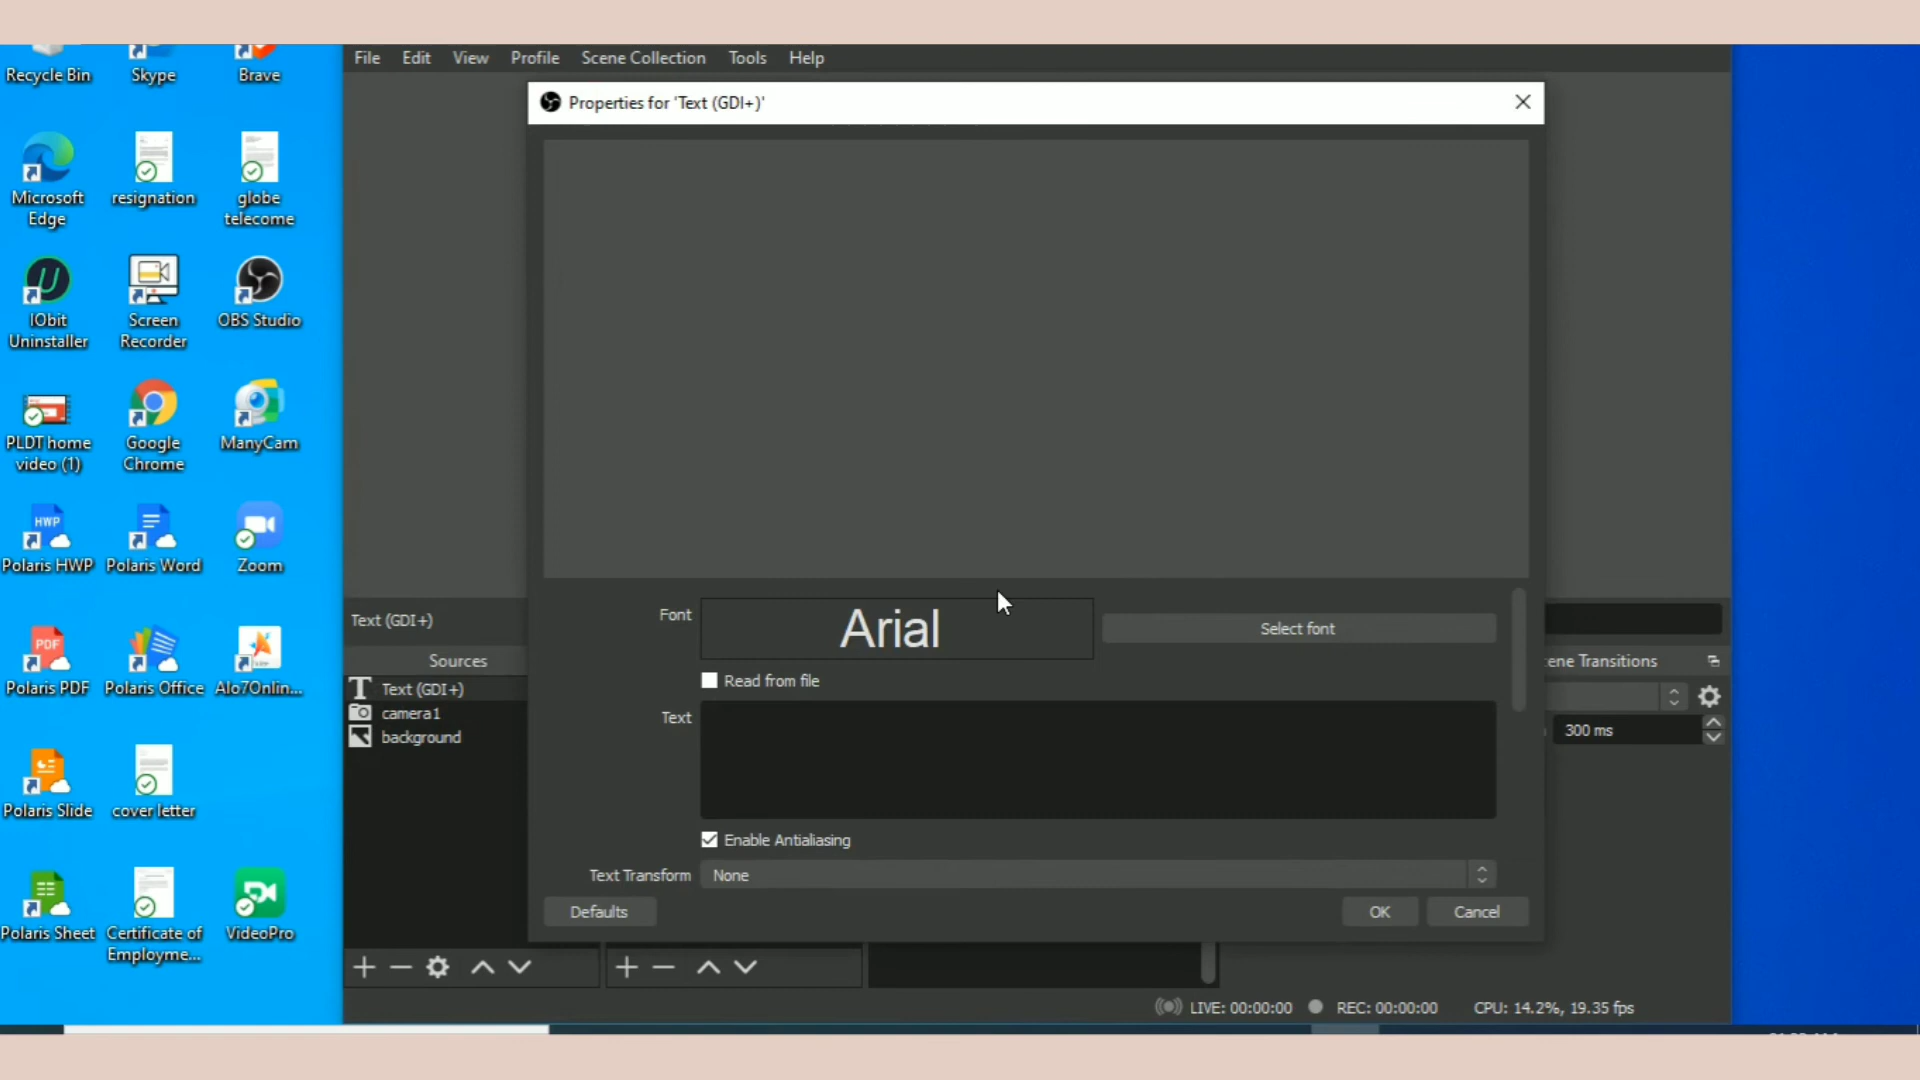 File Edit View Profile Scene Collection Tools Help
Recycle Bin
Skype
Brave
Properties for 'Text (GDI+)'
Microsoft
Edge
resignation
globe
telecome
IObit
Uninstaller
Screen
Recorder
OBS Studio
PLDT home
video (1)
Google
Chrome
ManyCam
HWP
Polaris HWP
Polaris Word
Zoom
PDF
Polaris PDF
Polaris Office
Alo7Onlin...
Polaris Slide
cover letter
Polaris Sheet
Certificate of
Employme...
VideoPro
Text (GDI+)
Sources
Text (GDI+)
camera1
background
Font
Arial
Select font
Read from file
Text
Enable Antialiasing
Text Transform
None
Defaults
OK
Cancel
ene Transitions
300 ms
LIVE: 00:00:00
REC: 00:00:00
CPU: 14.2%, 19.35 fps